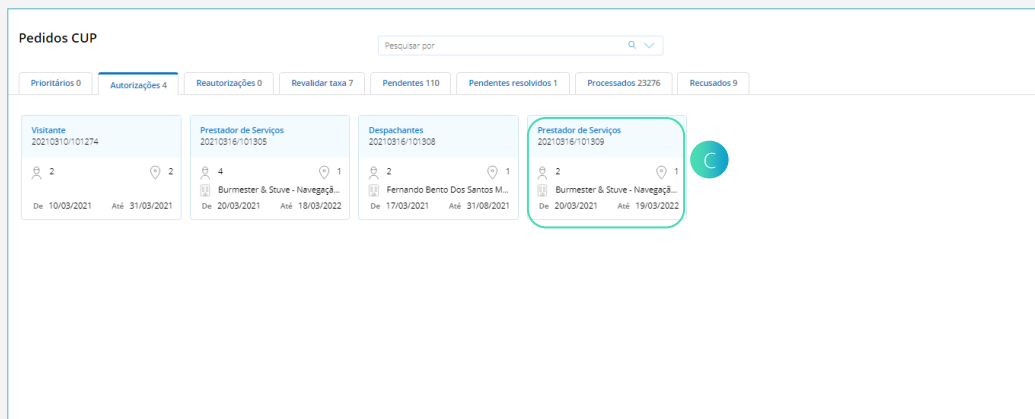 Pedidos CUP
Pesquisar por
Prioritários 0 Autorizações 4 Reautorizações 0 Revalidar taxa 7 Pendentes 110 Pendentes resolvidos 1 Processados 23276 Recusados 9
Visitante
20210310/101274
2 2
De 10/03/2021 Até 31/03/2021
Prestador de Serviços
20210316/101305
4 1
Burmester & Stuve - Navegaçã...
De 20/03/2021 Até 18/03/2022
Despachantes
20210316/101308
2 1
Fernando Bento Dos Santos M...
De 17/03/2021 Até 31/08/2021
Prestador de Serviços
20210316/101309
2 1
Burmester & Stuve - Navegaçã...
De 20/03/2021 Até 19/03/2022
C